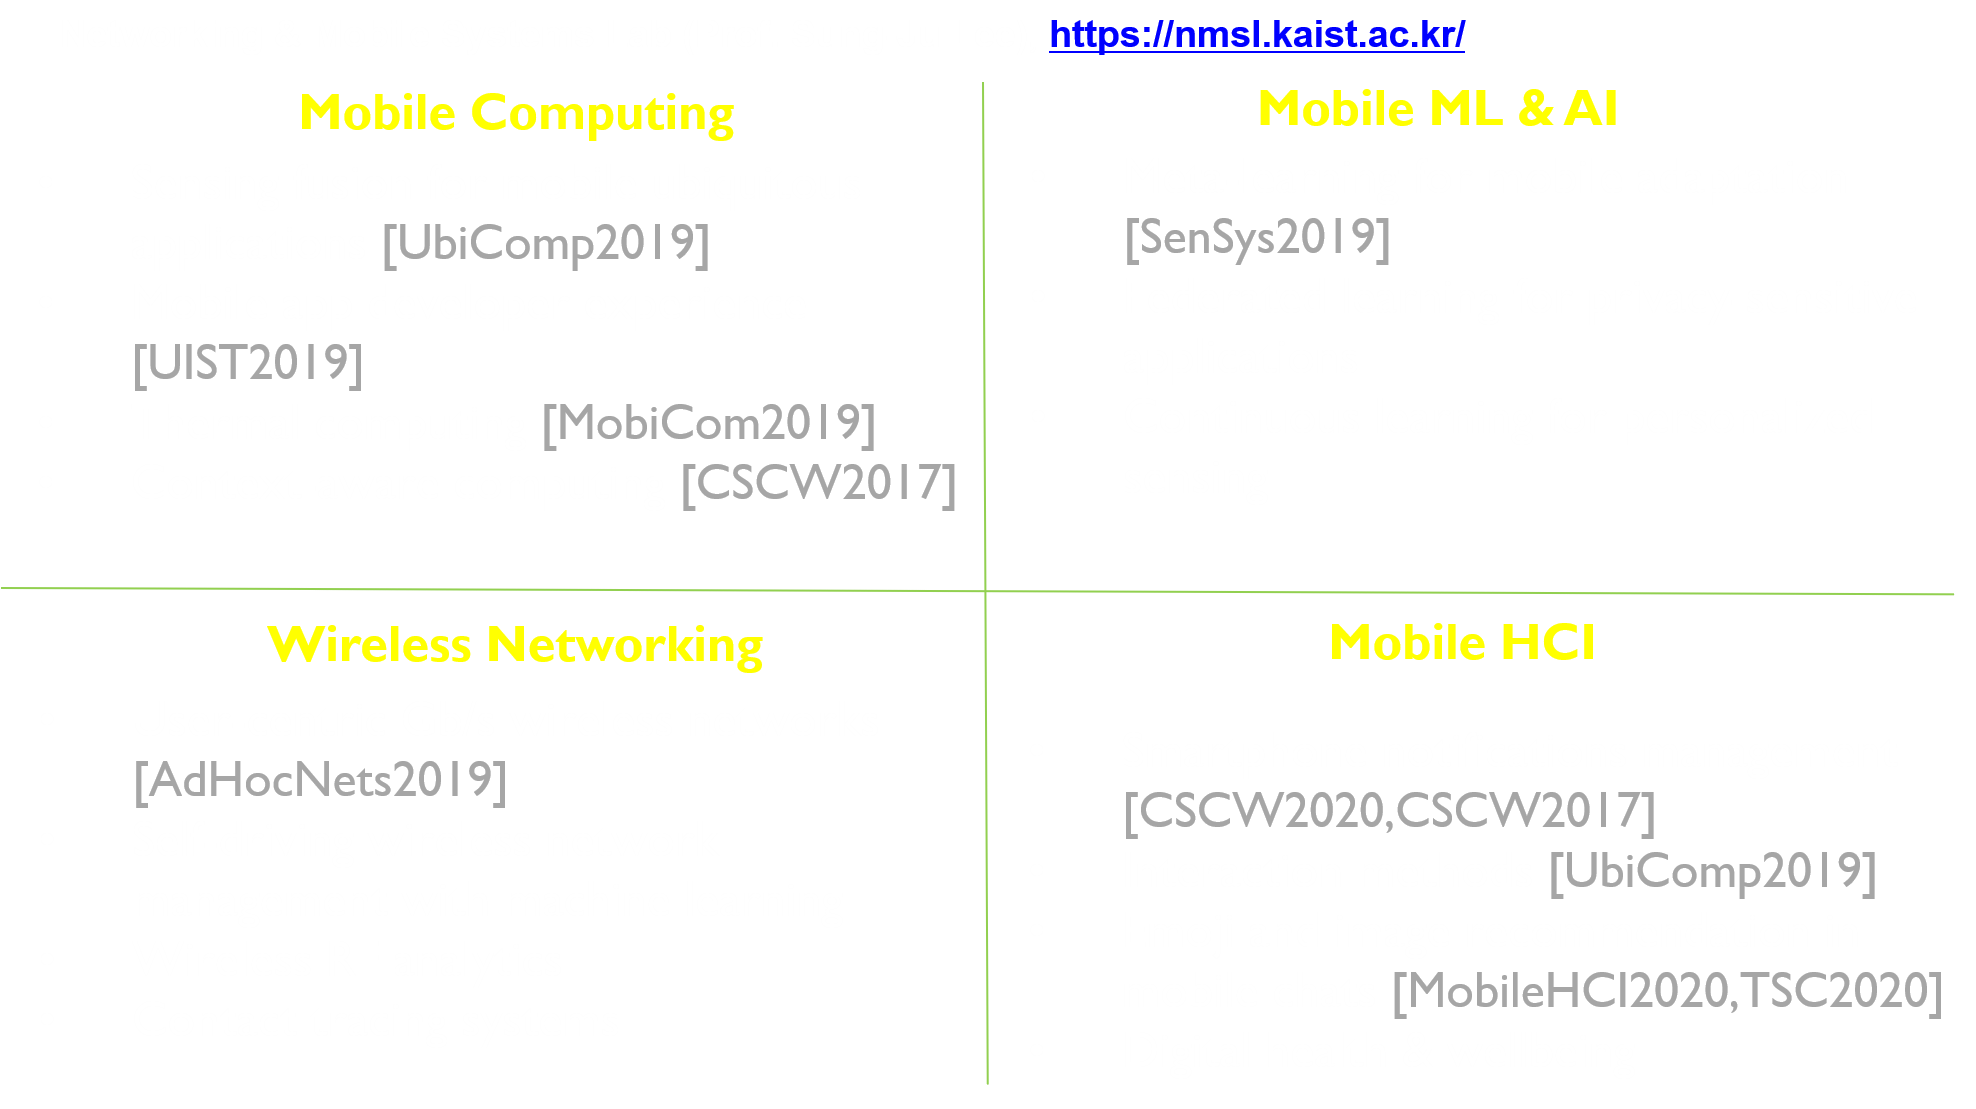 https://nmsl.kaist.ac.kr/
Mobile Computing
[UbiComp2019]
[UIST2019]
[MobiCom2019]
[CSCW2017]
Mobile ML & AI
[SenSys2019]
Wireless Networking
[AdHocNets2019]
Mobile HCI
[CSCW2020,CSCW2017]
[UbiComp2019]
[MobileHCI2020,TSC2020]